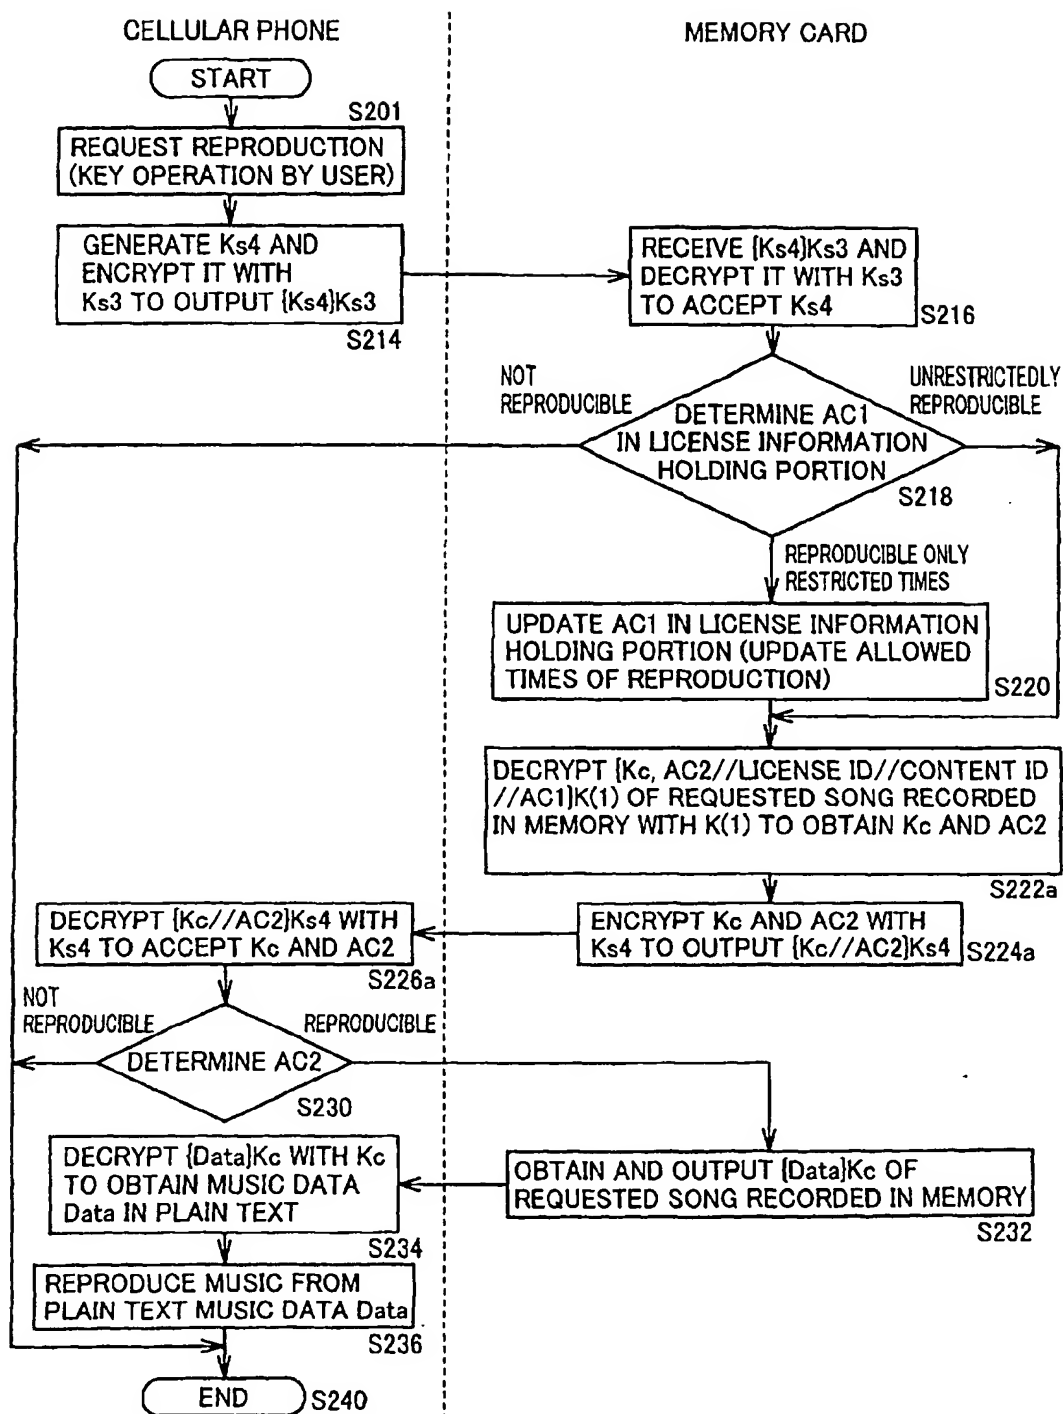 CELLULAR PHONE
MEMORY CARD
START
S201
REQUEST REPRODUCTION
(KEY OPERATION BY USER)
GENERATE Ks4 AND
ENCRYPT IT WITH
Ks3 TO OUTPUT {Ks4}Ks3
S214
RECEIVE {Ks4}Ks3 AND
DECRYPT IT WITH Ks3
TO ACCEPT Ks4
S216
NOT
REPRODUCIBLE
UNRESTRICTEDLY
REPRODUCIBLE
DETERMINE AC1
IN LICENSE INFORMATION
HOLDING PORTION
S218
REPRODUCIBLE ONLY
RESTRICTED TIMES
UPDATE AC1 IN LICENSE INFORMATION
HOLDING PORTION (UPDATE ALLOWED
TIMES OF REPRODUCTION)
S220
DECRYPT {Kc, AC2//LICENSE ID//CONTENT ID
//AC1}K(1) OF REQUESTED SONG RECORDED
IN MEMORY WITH K(1) TO OBTAIN Kc AND AC2
S222a
ENCRYPT Kc AND AC2 WITH
Ks4 TO OUTPUT {Kc//AC2}Ks4
S224a
DECRYPT {Kc//AC2}Ks4 WITH
Ks4 TO ACCEPT Kc AND AC2
S226a
NOT
REPRODUCIBLE
REPRODUCIBLE
DETERMINE AC2
S230
OBTAIN AND OUTPUT {Data}Kc OF
REQUESTED SONG RECORDED IN MEMORY
S232
DECRYPT {Data}Kc WITH Kc
TO OBTAIN MUSIC DATA
Data IN PLAIN TEXT
S234
REPRODUCE MUSIC FROM
PLAIN TEXT MUSIC DATA Data
S236
END
S240